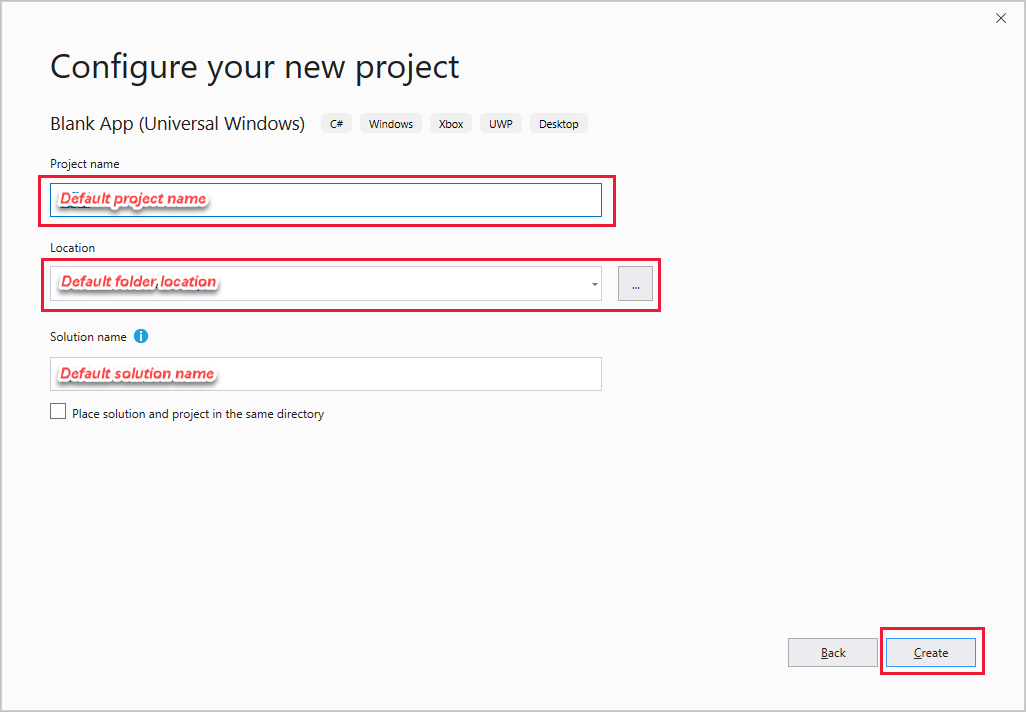 Configure your new project
Blank App (Universal Windows) C# Windows Xbox UWP Desktop
Project name
Default project name
Location
Default folder location
...
Solution name i
Default solution name
Place solution and project in the same directory
Back Create